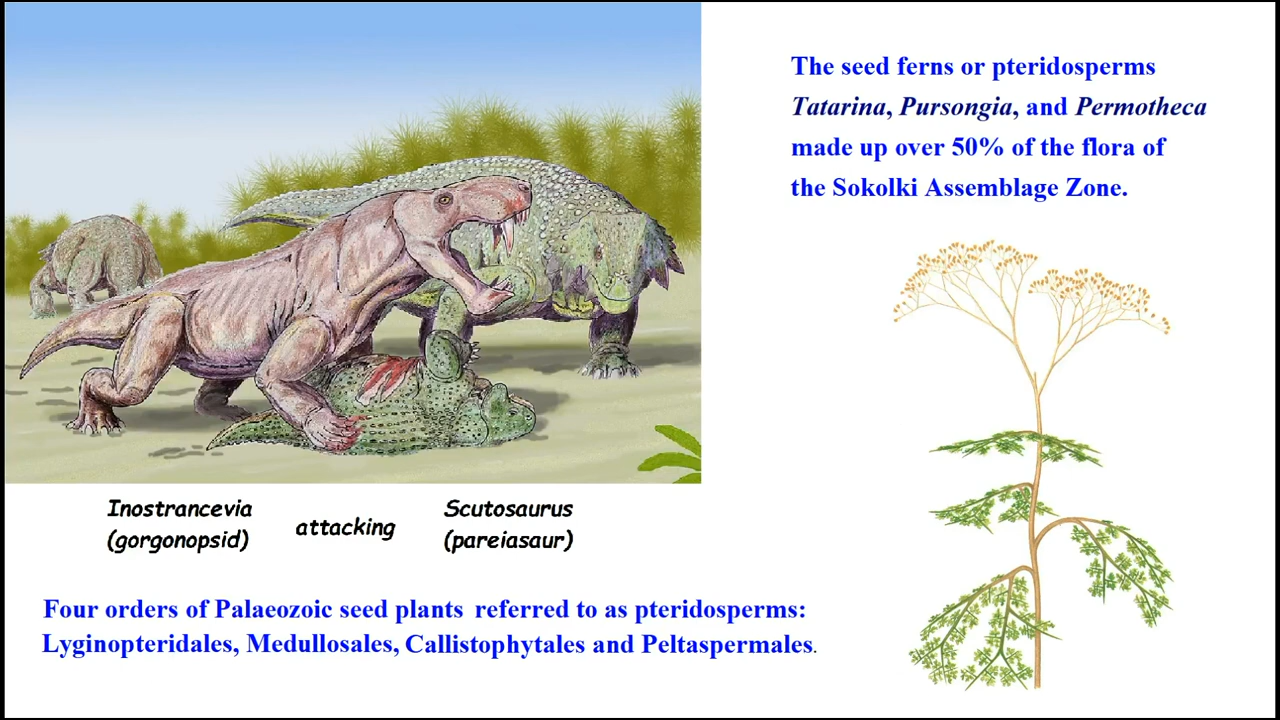 The seed ferns or pteridosperms
Tatarina, Pursongia, and Permotheca
made up over 50% of the flora of
the Sokolki Assemblage Zone.
Inostrancevia
(gorgonopsid)
attacking
Scutosaurus
(pareiasaur)
Four orders of Palaeozoic seed plants referred to as pteridosperms:
Lyginopteridales, Medullosales, Callistophytales and Peltaspermales.